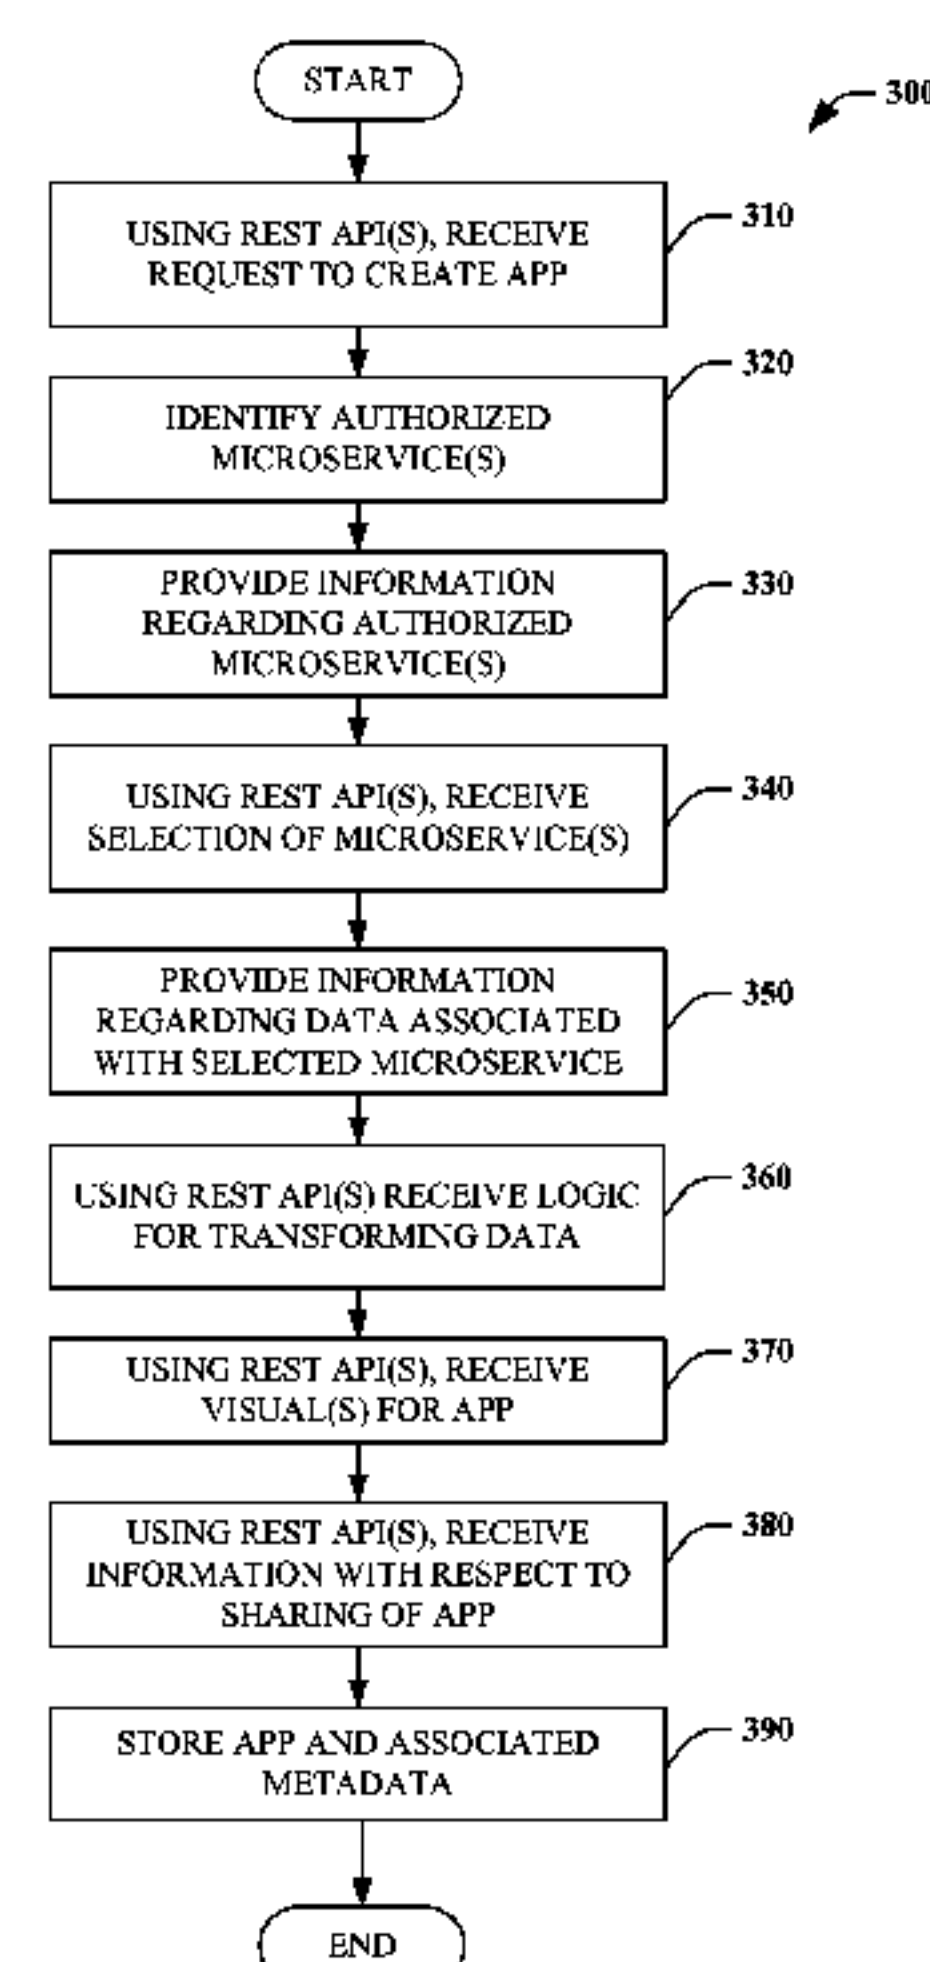 START
300
USING REST API(S), RECEIVE
REQUEST TO CREATE APP
310
IDENTIFY AUTHORIZED
MICROSERVICE(S)
320
PROVIDE INFORMATION
REGARDING AUTHORIZED
MICROSERVICE(S)
330
USING REST API(S), RECEIVE
SELECTION OF MICROSERVICE(S)
340
PROVIDE INFORMATION
REGARDING DATA ASSOCIATED
WITH SELECTED MICROSERVICE
350
USING REST API(S) RECEIVE LOGIC
FOR TRANSFORMING DATA
360
USING REST API(S), RECEIVE
VISUAL(S) FOR APP
370
USING REST API(S), RECEIVE
INFORMATION WITH RESPECT TO
SHARING OF APP
380
STORE APP AND ASSOCIATED
METADATA
390
END